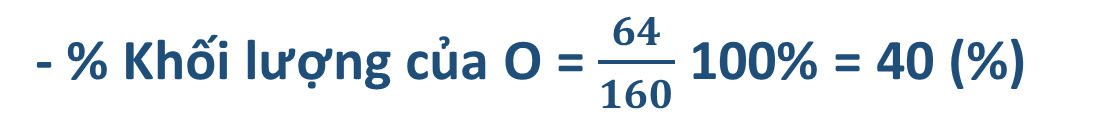 - % Khối lượng của O = 64/160 100% = 40 (%)